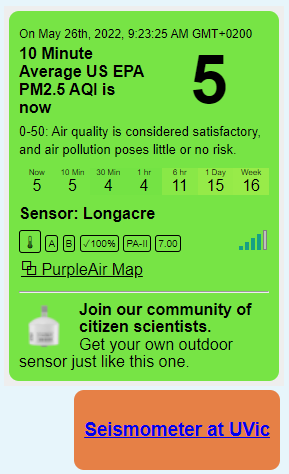 On May 26th, 2022, 9:23:25 AM GMT+0200
10 Minute
Average US EPA
PM2.5 AQI is
now
5
0-50: Air quality is considered satisfactory,
and air pollution poses little or no risk.
Now 10 Min 30 Min 1 hr 6 hr 1 Day Week
5 5 4 4 11 15 16
Sensor: Longacre
A B ✓100% PA-II 7.00
PurpleAir Map
Join our community of
citizen scientists.
Get your own outdoor
sensor just like this one.
Seismometer at UVic